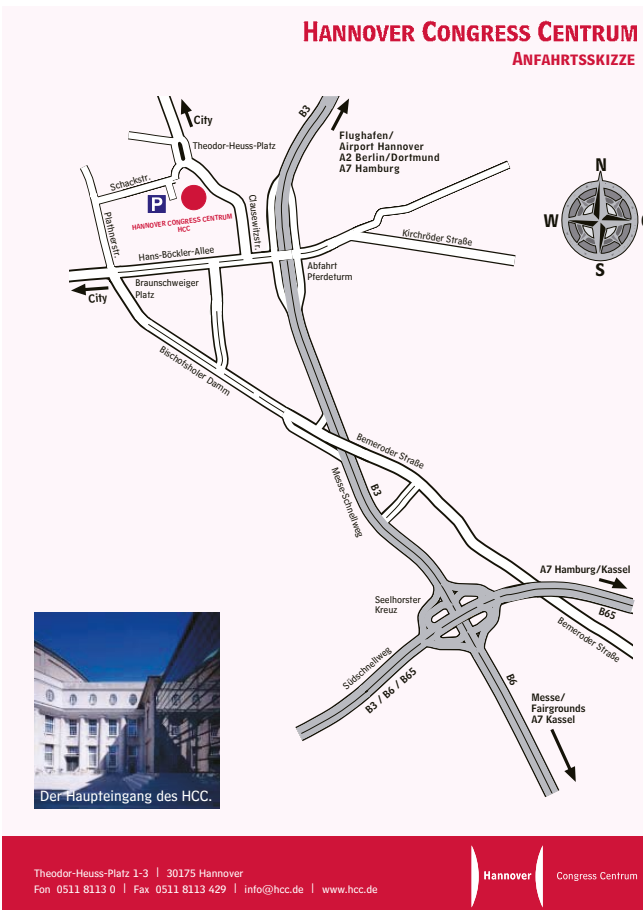 HANNOVER CONGRESS CENTRUM
ANFAHRTSSKIZZE
City
B3
Theodor-Heuss-Platz
Flughafen/
Airport Hannover
A2 Berlin/Dortmund
A7 Hamburg
Schackstr.
P
HANNOVER CONGRESS CENTRUM
HCC
Plathnerstr.
Clausewitzstr.
N
W
S
Hans-Böckler-Allee
Kirchröder Straße
Abfahrt
Pferdeturm
City
Braunschweiger
Platz
Bischofsholer Damm
Bemeroder Straße
Messe-Schnellweg
B3
A7 Hamburg/Kassel
Seelhorster
Kreuz
B65
Bemeroder Straße
Südschnellweg
B3 / B6 / B65
B6
Messe/
Fairgrounds
A7 Kassel
Der Haupteingang des HCC.
Theodor-Heuss-Platz 1-3 | 30175 Hannover
Fon 0511 8113 0 | Fax 0511 8113 429 | info@hcc.de | www.hcc.de
Hannover Congress Centrum